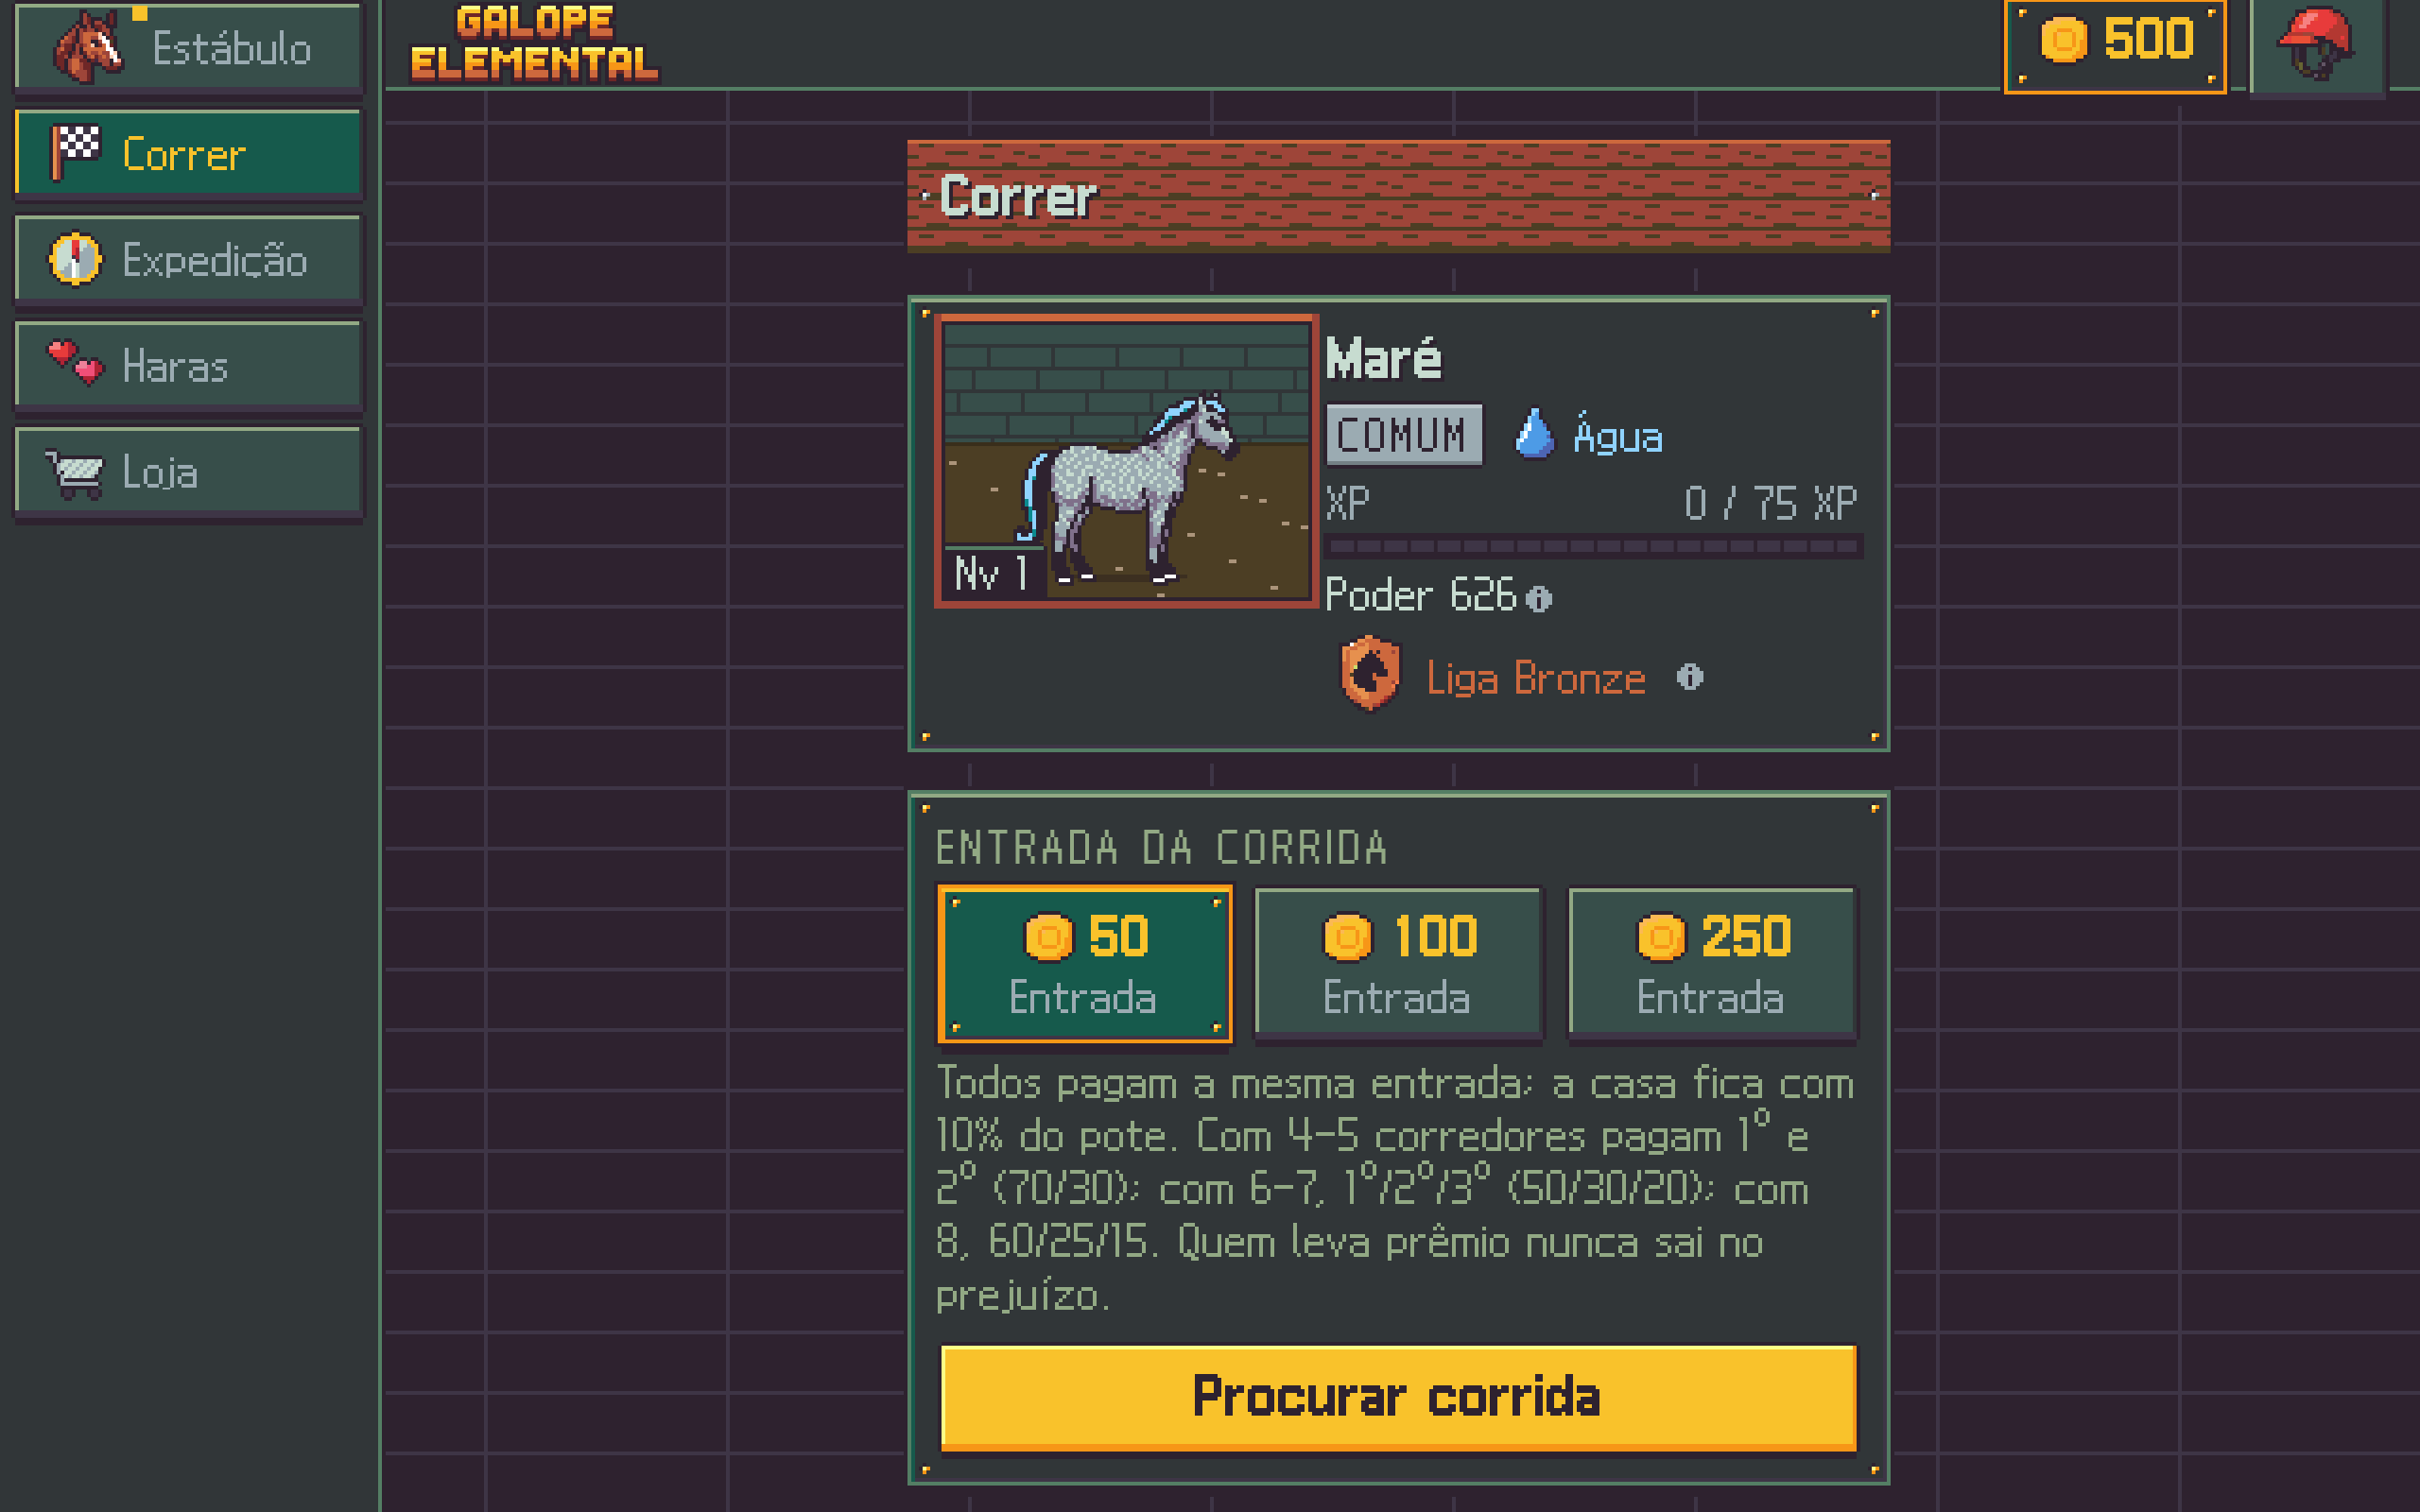 Estábulo
Correr
Expedição
Haras
Loja
GALOPE
ELEMENTAL
500
Correr
Nv 1
Maré
COMUM
Água
XP 0 / 75 XP
Poder 626
Liga Bronze
ENTRADA DA CORRIDA
50
Entrada
100
Entrada
250
Entrada
Todos pagam a mesma entrada; a casa fica com
10% do pote. Com 4-5 corredores pagam 1º e
2º (70/30); com 6-7, 1º/2º/3º (50/30/20); com
8, 60/25/15. Quem leva prêmio nunca sai no
prejuízo.
Procurar corrida